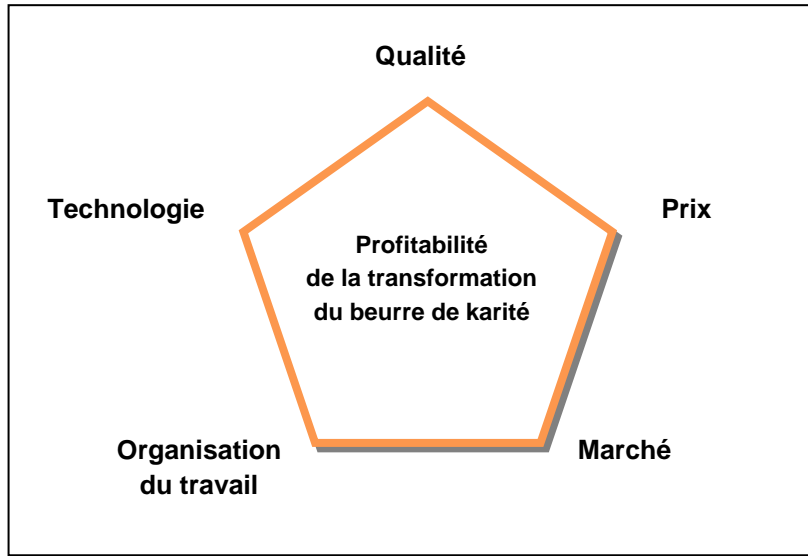 Qualité
Technologie
Prix
Profitabilité
de la transformation
du beurre de karité
Organisation
du travail
Marché